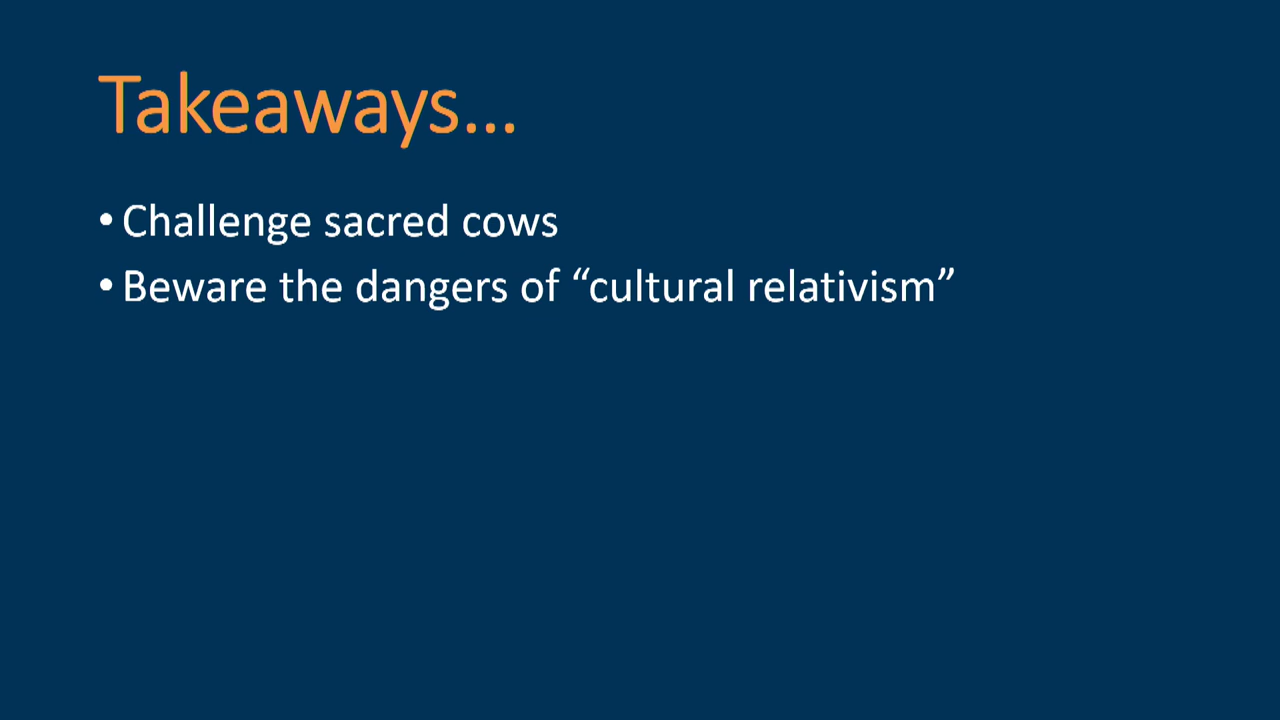 Takeaways...
• Challenge sacred cows
• Beware the dangers of “cultural relativism”